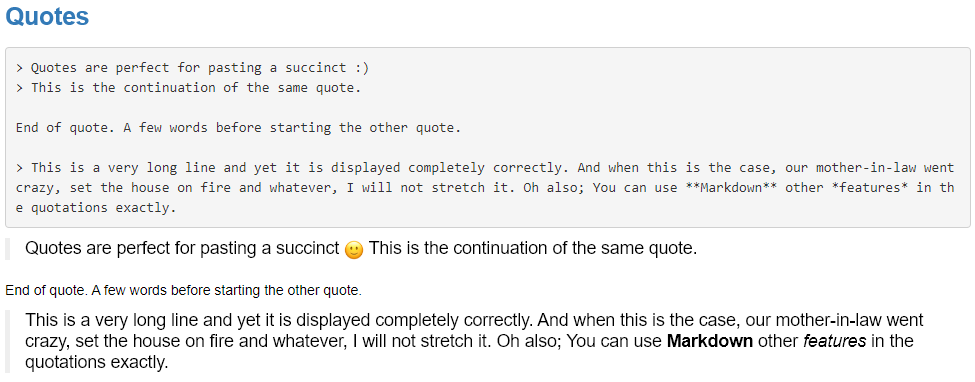 Quotes
> Quotes are perfect for pasting a succinct :)
> This is the continuation of the same quote.
End of quote. A few words before starting the other quote.
> This is a very long line and yet it is displayed completely correctly. And when this is the case, our mother-in-law went
crazy, set the house on fire and whatever, I will not stretch it. Oh also; You can use **Markdown** other *features* in th
e quotations exactly.
Quotes are perfect for pasting a succinct 🙂 This is the continuation of the same quote.
End of quote. A few words before starting the other quote.
This is a very long line and yet it is displayed completely correctly. And when this is the case, our mother-in-law went
crazy, set the house on fire and whatever, I will not stretch it. Oh also; You can use Markdown other features in the
quotations exactly.